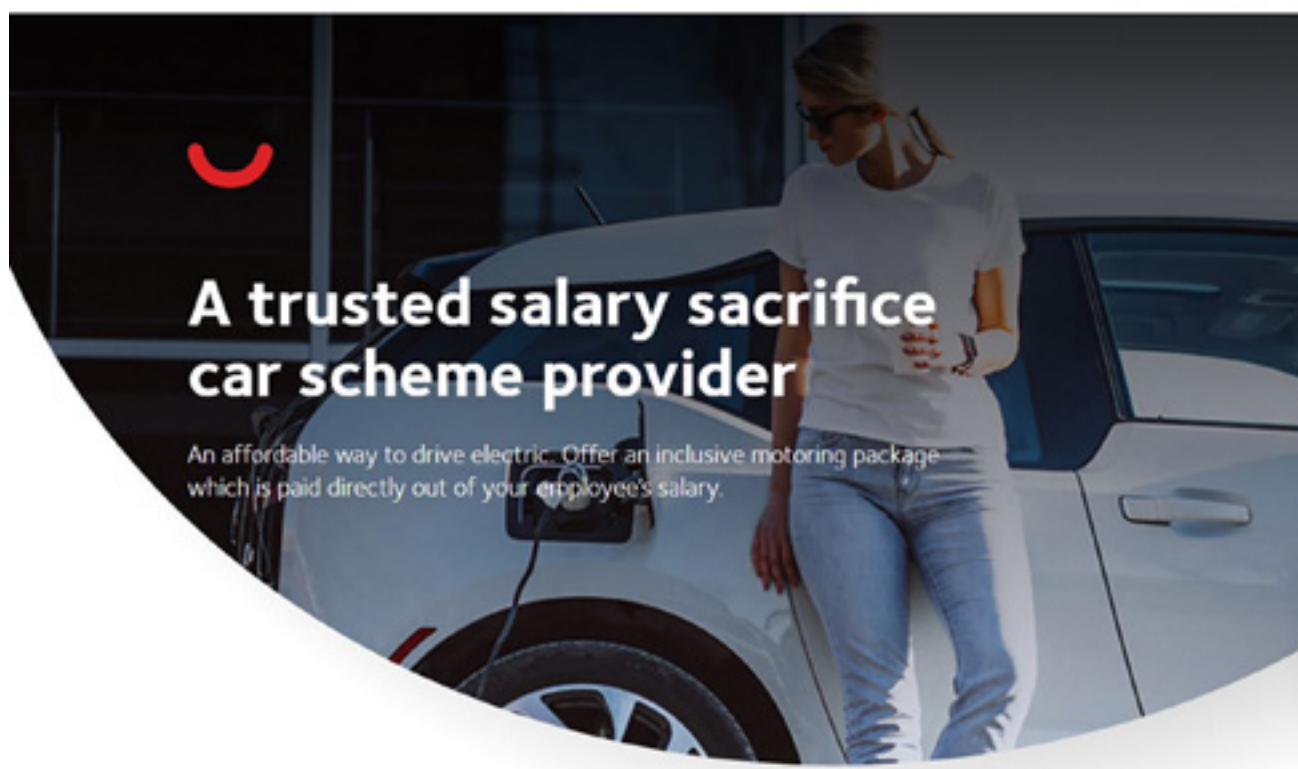 A trusted salary sacrifice
car scheme provider
An affordable way to drive electric. Offer an inclusive motoring package
which is paid directly out of your employee's salary.